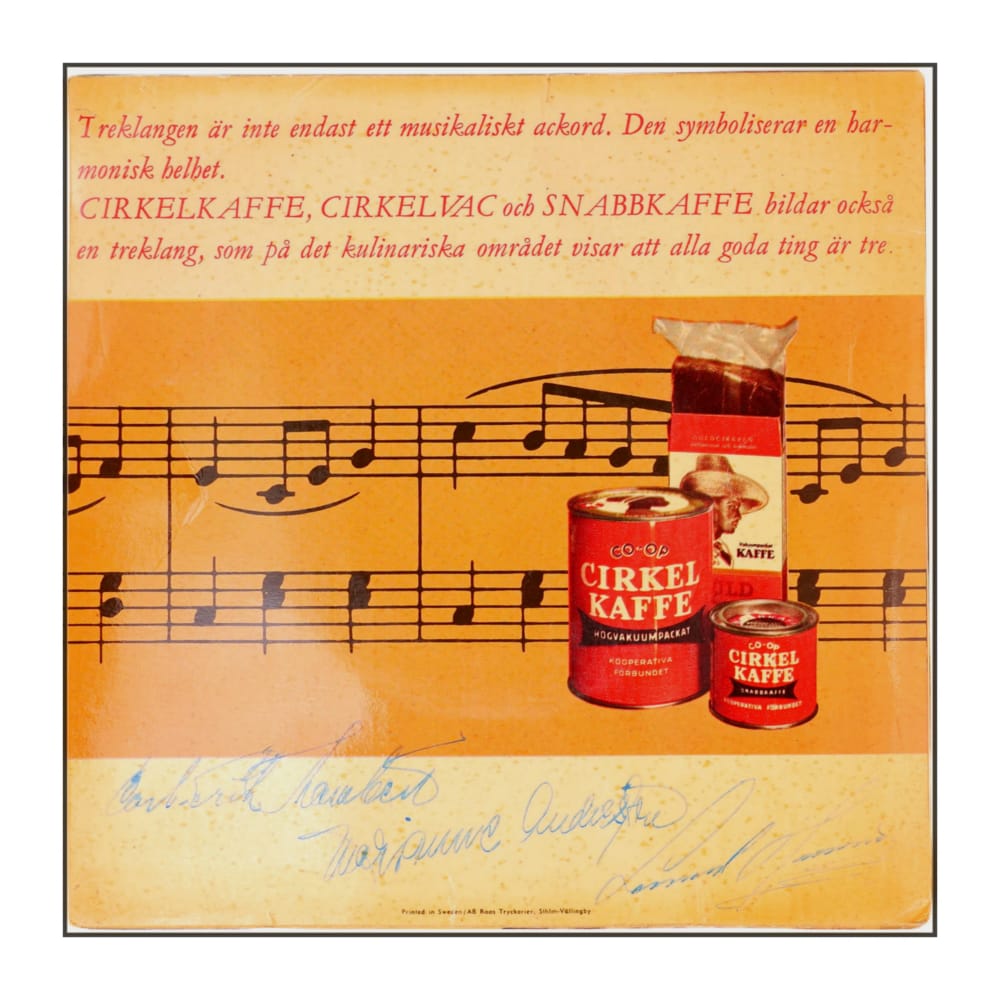 Treklangen är inte endast ett musikaliskt ackord. Den symboliserar en har-
monisk helhet.
CIRKELKAFFE, CIRKELVAC och SNABBKAFFE bildar också
en treklang, som på det kulinariska området visar att alla goda ting är tre.
GULDCIRKELN
Vakuumpackat
KAFFE
CO-OP
CIRKEL
KAFFE
HÖGVAKUUMPACKAT
KOOPERATIVA
FÖRBUNDET
CO-OP
CIRKEL
KAFFE
SNABBKAFFE
KOOPERATIVA FÖRBUNDET
Marianne
Printed in Sweden/AB Roos Tryckerier, Sthlm-Vällingby